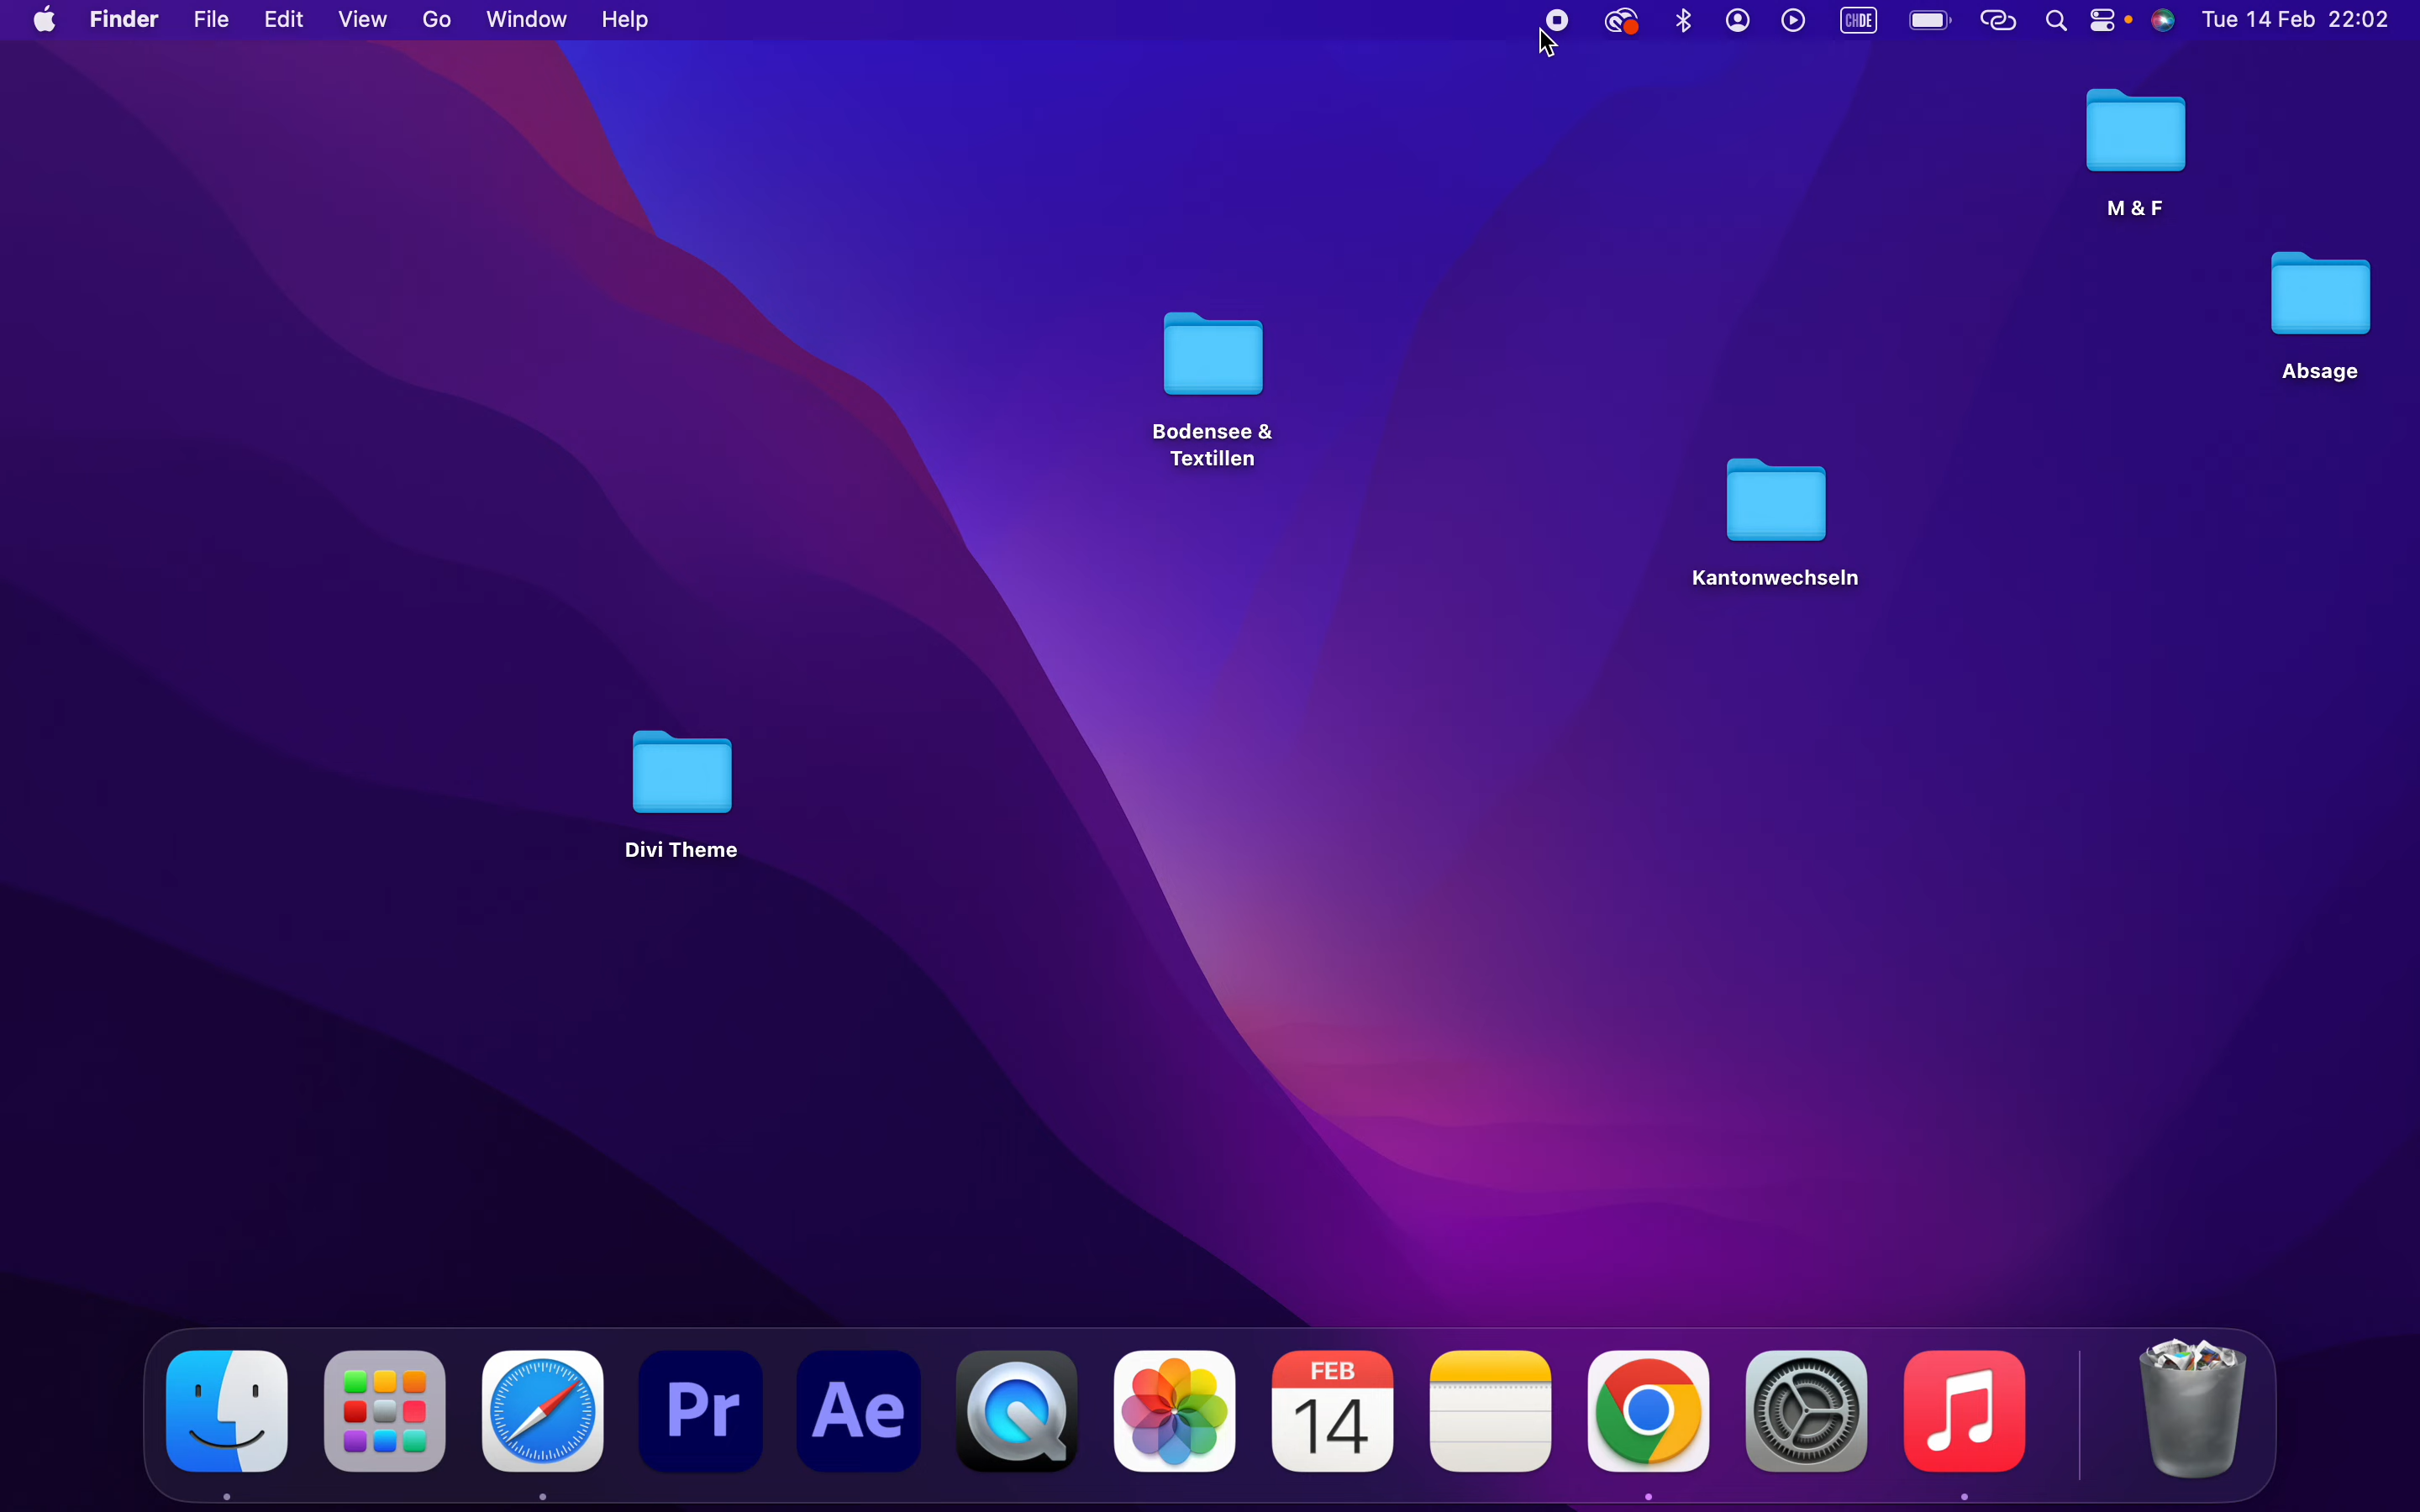 Finder File Edit View Go Window Help CHDE Tue 14 Feb 22:02
M & F
Absage
Bodensee &
Textillen
Kantonwechseln
Divi Theme
Pr Ae FEB
14